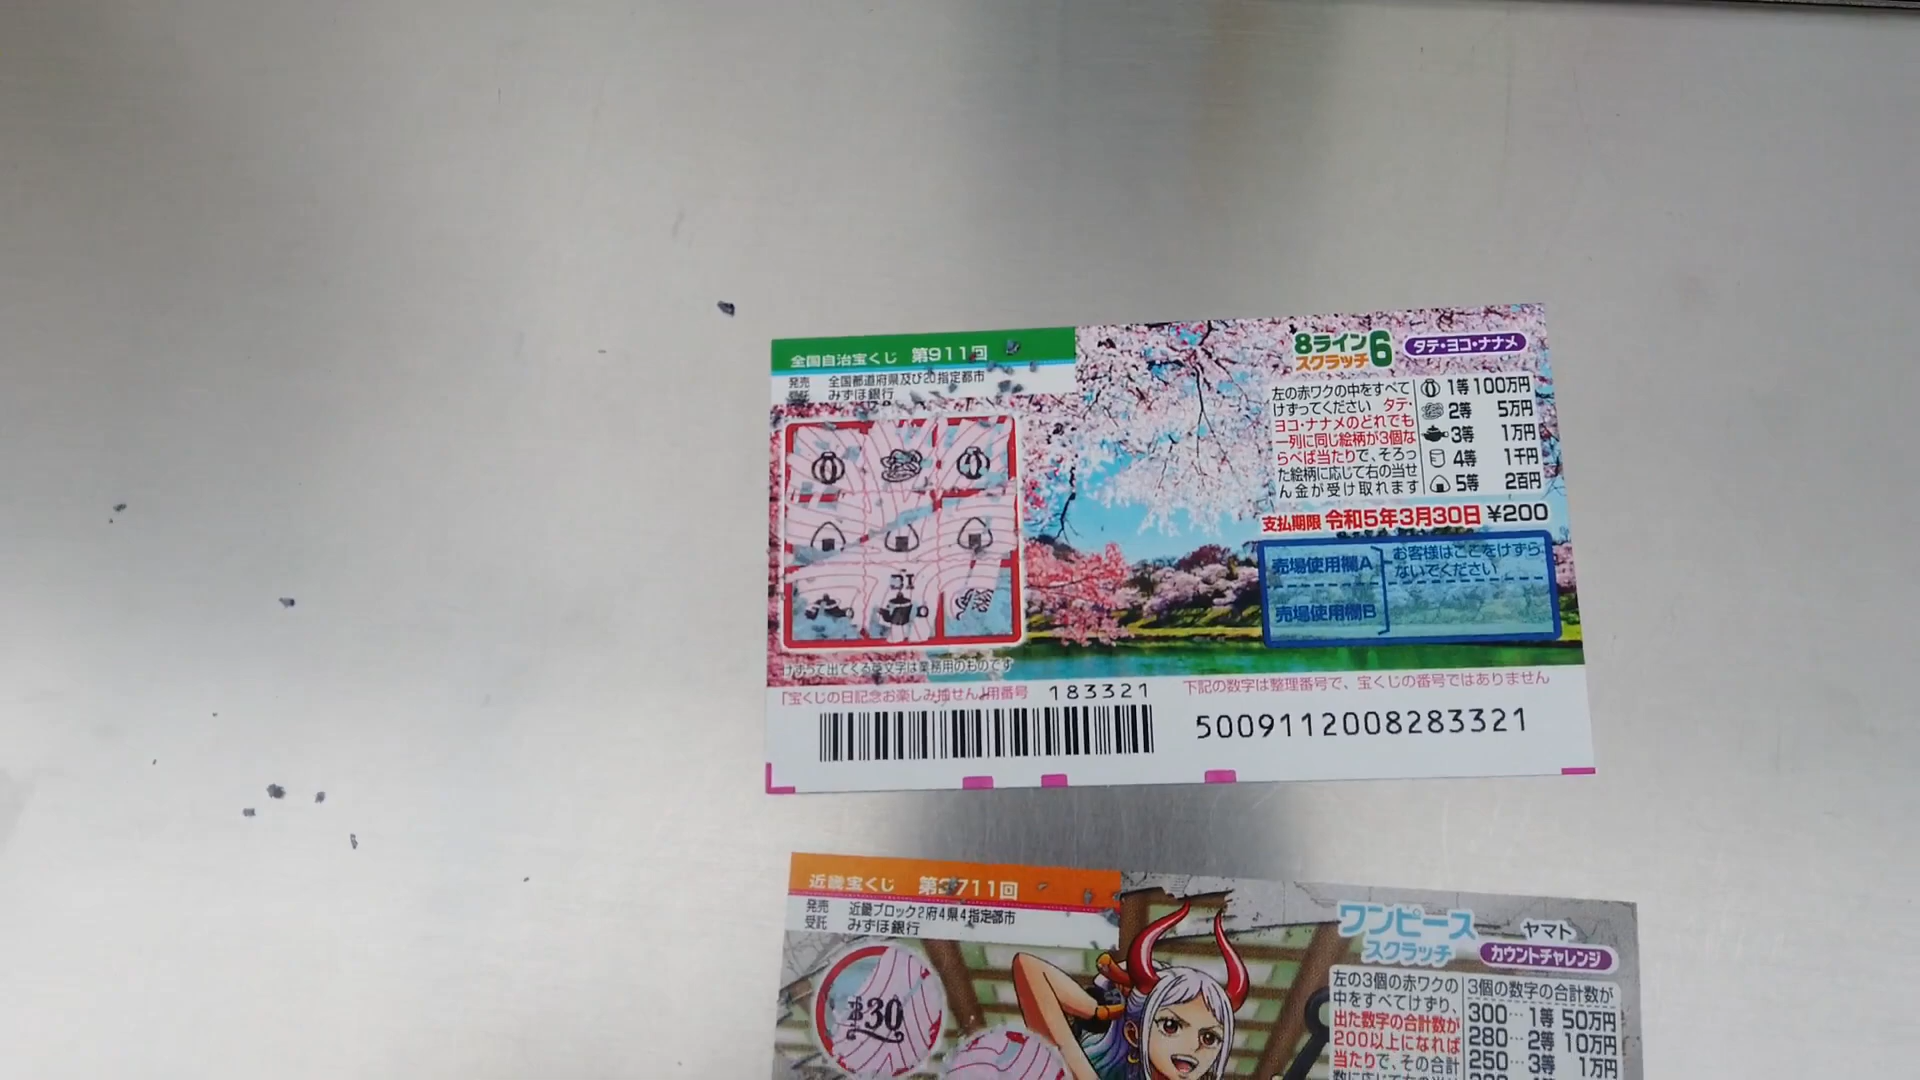 全国自治宝くじ 第911回
発売 全国都道府県及び20指定都市
受託 みずほ銀行
8ライン
スクラッチ6
タテ・ヨコ・ナナメ
左の赤ワクの中をすべて
けずってください タテ・
ヨコ・ナナメのどれでも
一列に同じ絵柄が3個な
らべば当たりで、そろっ
た絵柄に応じて右の当せ
ん金が受け取れます
1等 100万円
2等 5万円
3等 1万円
4等 1千円
5等 2百円
支払期限 令和5年3月30日 ¥200
売場使用欄A
売場使用欄B
お客様はここをけずら
ないでください
けずって出てくる英文字は業務用のものです
「宝くじの日記念お楽しみ抽せん」用番号 183321
下記の数字は整理番号で、宝くじの番号ではありません
5009112008283321
近畿宝くじ 第3711回
発売 近畿ブロック2府4県4指定都市
受託 みずほ銀行
30
ワンピース
スクラッチ
ヤマト
カウントチャレンジ
左の3個の赤ワクの
中をすべてけずり、
出た数字の合計数が
200以上になれば
当たりで、その合計
3個の数字の合計数が
300…1等 50万円
280…2等 10万円
250…3等 1万円